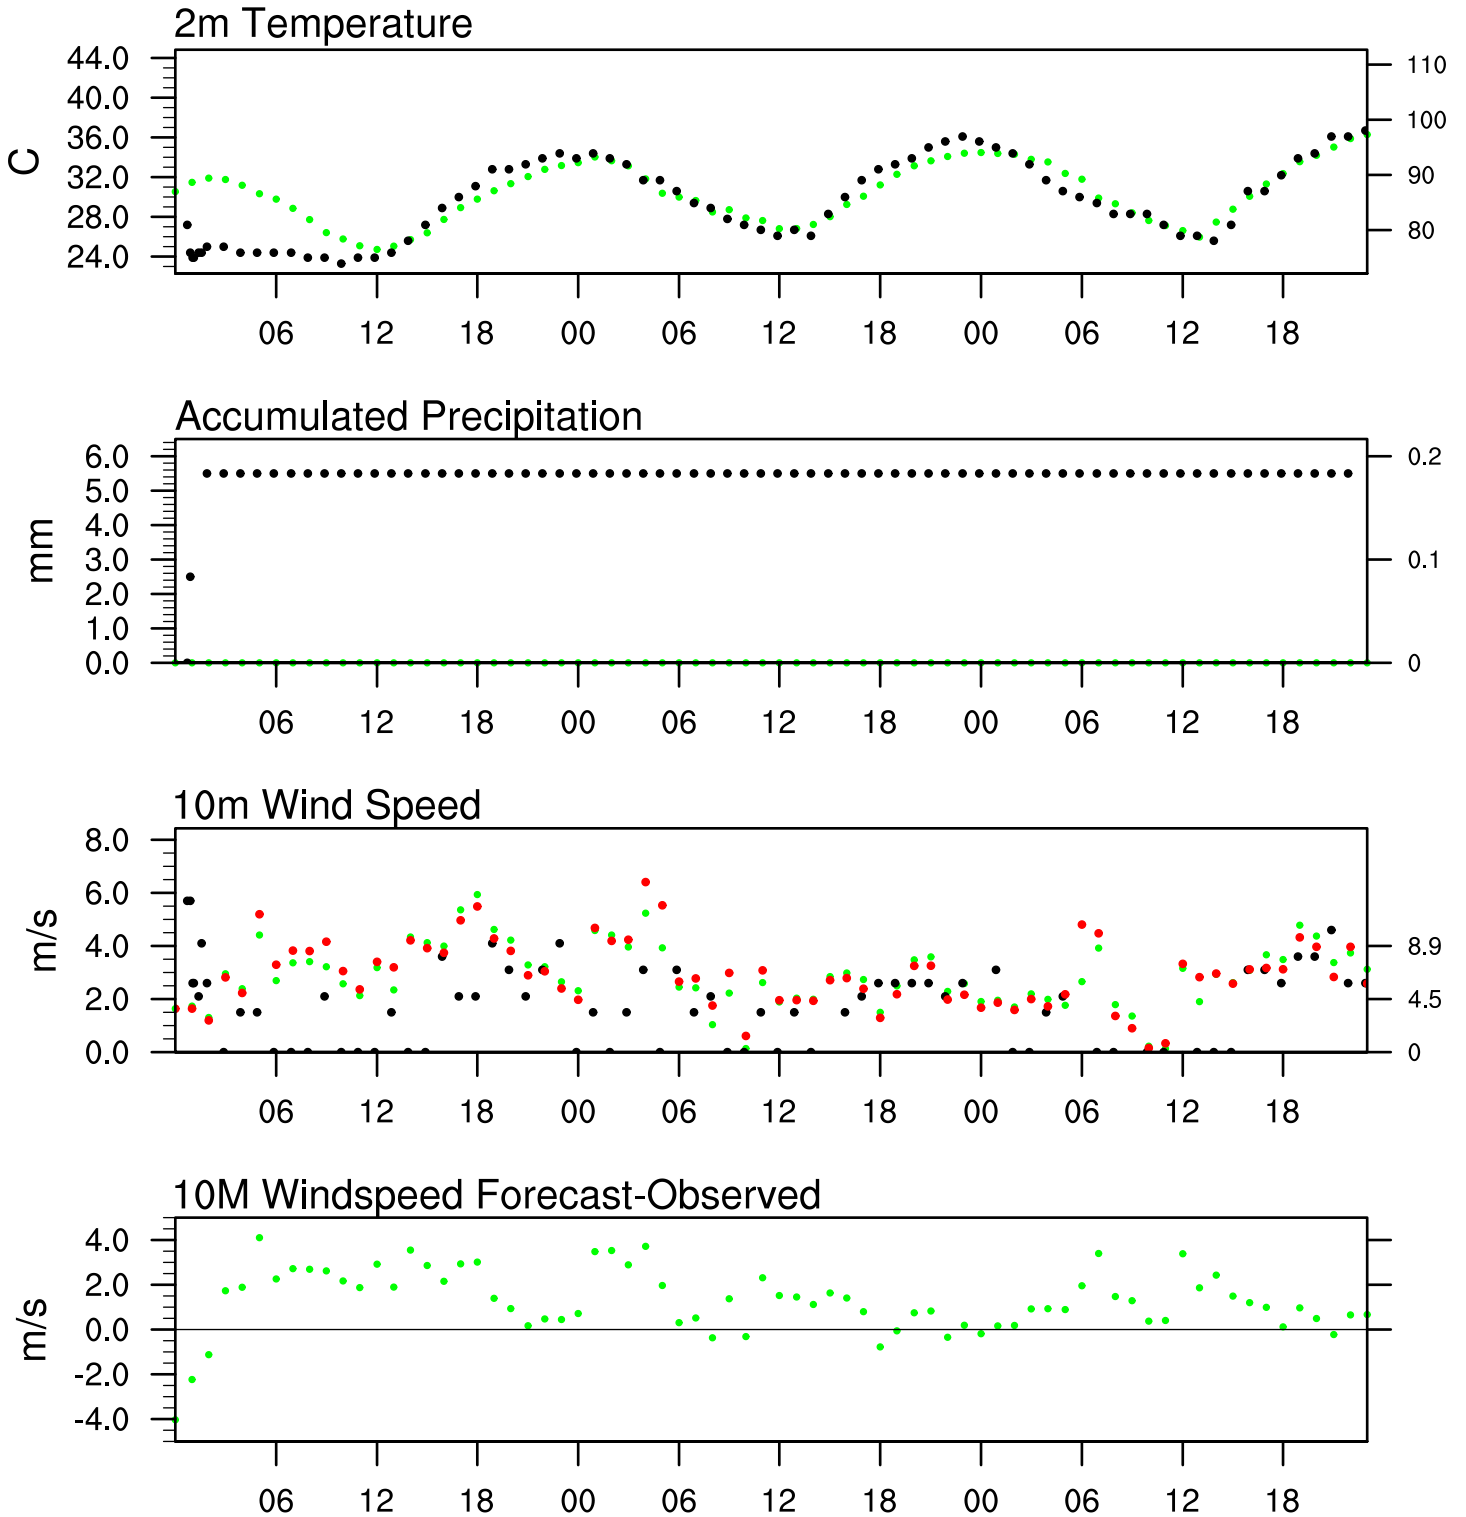 2m Temperature
44.0
40.0
36.0
32.0
28.0
24.0
C
110
100
90
80
06 12 18 00 06 12 18 00 06 12 18
Accumulated Precipitation
6.0
5.0
4.0
3.0
2.0
1.0
0.0
mm
0.2
0.1
0
06 12 18 00 06 12 18 00 06 12 18
10m Wind Speed
8.0
6.0
4.0
2.0
0.0
m/s
8.9
4.5
0
06 12 18 00 06 12 18 00 06 12 18
10M Windspeed Forecast-Observed
4.0
2.0
0.0
-2.0
-4.0
m/s
06 12 18 00 06 12 18 00 06 12 18